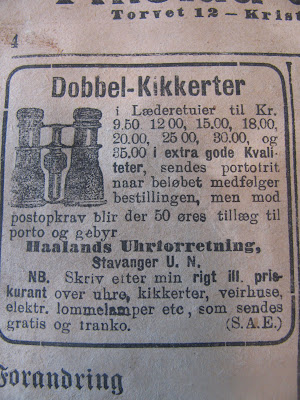 Torvet 12 — Kris
4
Dobbel-Kikkerter
i Læderetuier til Kr.
9.50 12 00, 15.00, 18.00,
20.00, 25 00, 30.00, og
35.00 i extra gode Kvali-
teter, sendes portofrit
naar beløbet medfølger
bestillingen, men mod
postopkrav blir der 50 øres tillæg til
porto og gebyr
Haalands Uhrforretning,
Stavanger U. N.
NB. Skriv efter min rigt ill. pris-
kurant over uhre, kikkerter, veirhuse,
elektr. lommelamper etc, som sendes
gratis og franko. (S.A.E.)
Forandring